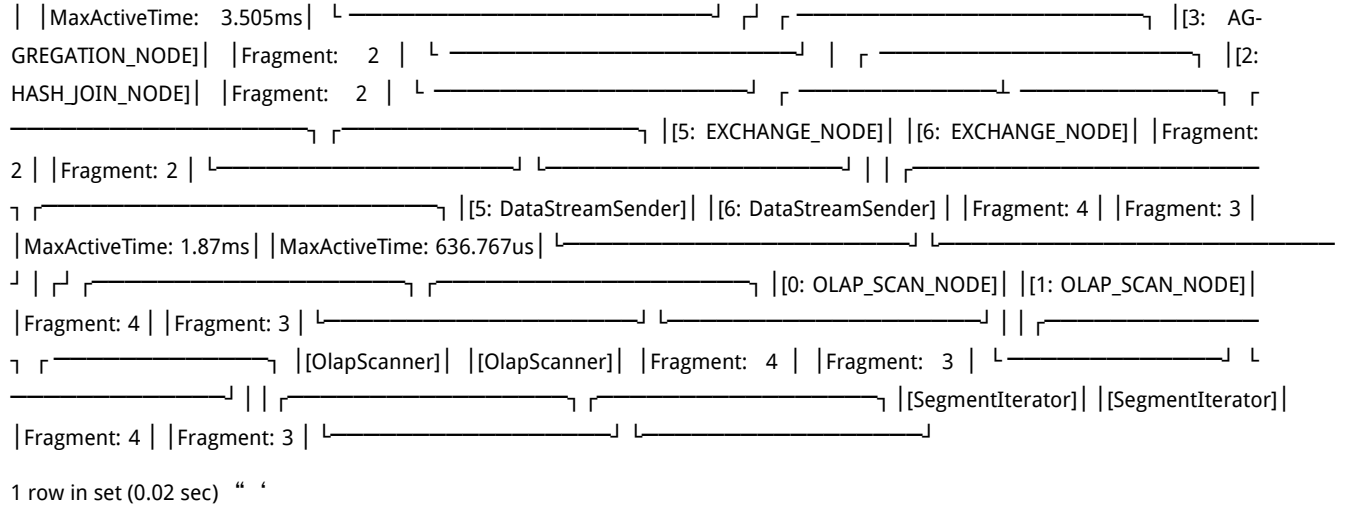 │ │MaxActiveTime: 3.505ms│ └ ──────────────────────┘ ┌┘ ┌ ─────────────────────┐ │[3: AG-
GREGATION_NODE]│ │Fragment: 2 │ └ ─────────────────────┘ │ ┌ ───────────────────┐ │[2:
HASH_JOIN_NODE]│ │Fragment: 2 │ └ ───────────────────┘ ┌ ────────────┴ ────────────┐ ┌
──────────────────┐ ┌──────────────────┐ │[5: EXCHANGE_NODE]│ │[6: EXCHANGE_NODE]│ │Fragment:
2 │ │Fragment: 2 │ └──────────────────┘ └──────────────────┘ │ │ ┌─────────────────────
┐ ┌────────────────────────┐ │[5: DataStreamSender]│ │[6: DataStreamSender] │ │Fragment: 4 │ │Fragment: 3 │
│MaxActiveTime: 1.87ms│ │MaxActiveTime: 636.767us│ └─────────────────────┘ └────────────────────────
┘ │ ┌┘ ┌───────────────────┐ ┌───────────────────┐ │[0: OLAP_SCAN_NODE]│ │[1: OLAP_SCAN_NODE]│
│Fragment: 4 │ │Fragment: 3 │ └───────────────────┘ └───────────────────┘ │ │ ┌─────────────
┐ ┌ ─────────────┐ │[OlapScanner]│ │[OlapScanner]│ │Fragment: 4 │ │Fragment: 3 │ └ ─────────────┘ └
─────────────┘ │ │ ┌─────────────────┐ ┌─────────────────┐ │[SegmentIterator]│ │[SegmentIterator]│
│Fragment: 4 │ │Fragment: 3 │ └─────────────────┘ └─────────────────┘
1 row in set (0.02 sec) “ ‘